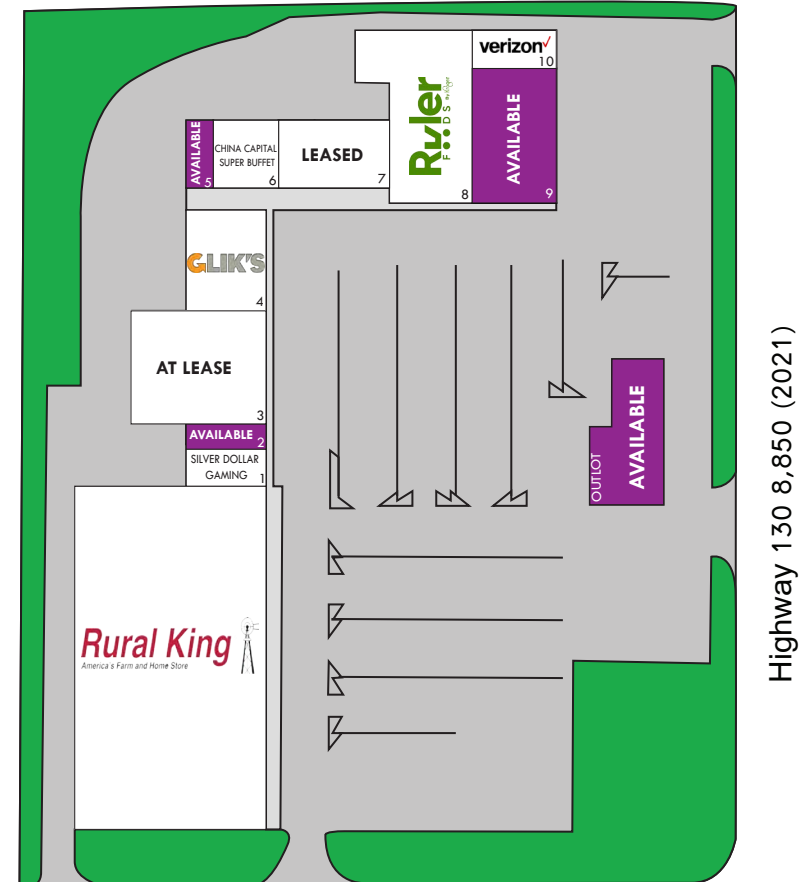 verizon✓
10
Ruler
FOODS
8
AVAILABLE
9
AVAILABLE
5
CHINA CAPITAL
SUPER BUFFET
6
LEASED
7
GLIK'S
4
AT LEASE
3
AVAILABLE
2
SILVER DOLLAR
GAMING
1
OUTLOT
AVAILABLE
Rural King
America's Farm and Home Store
Highway 130 8,850 (2021)